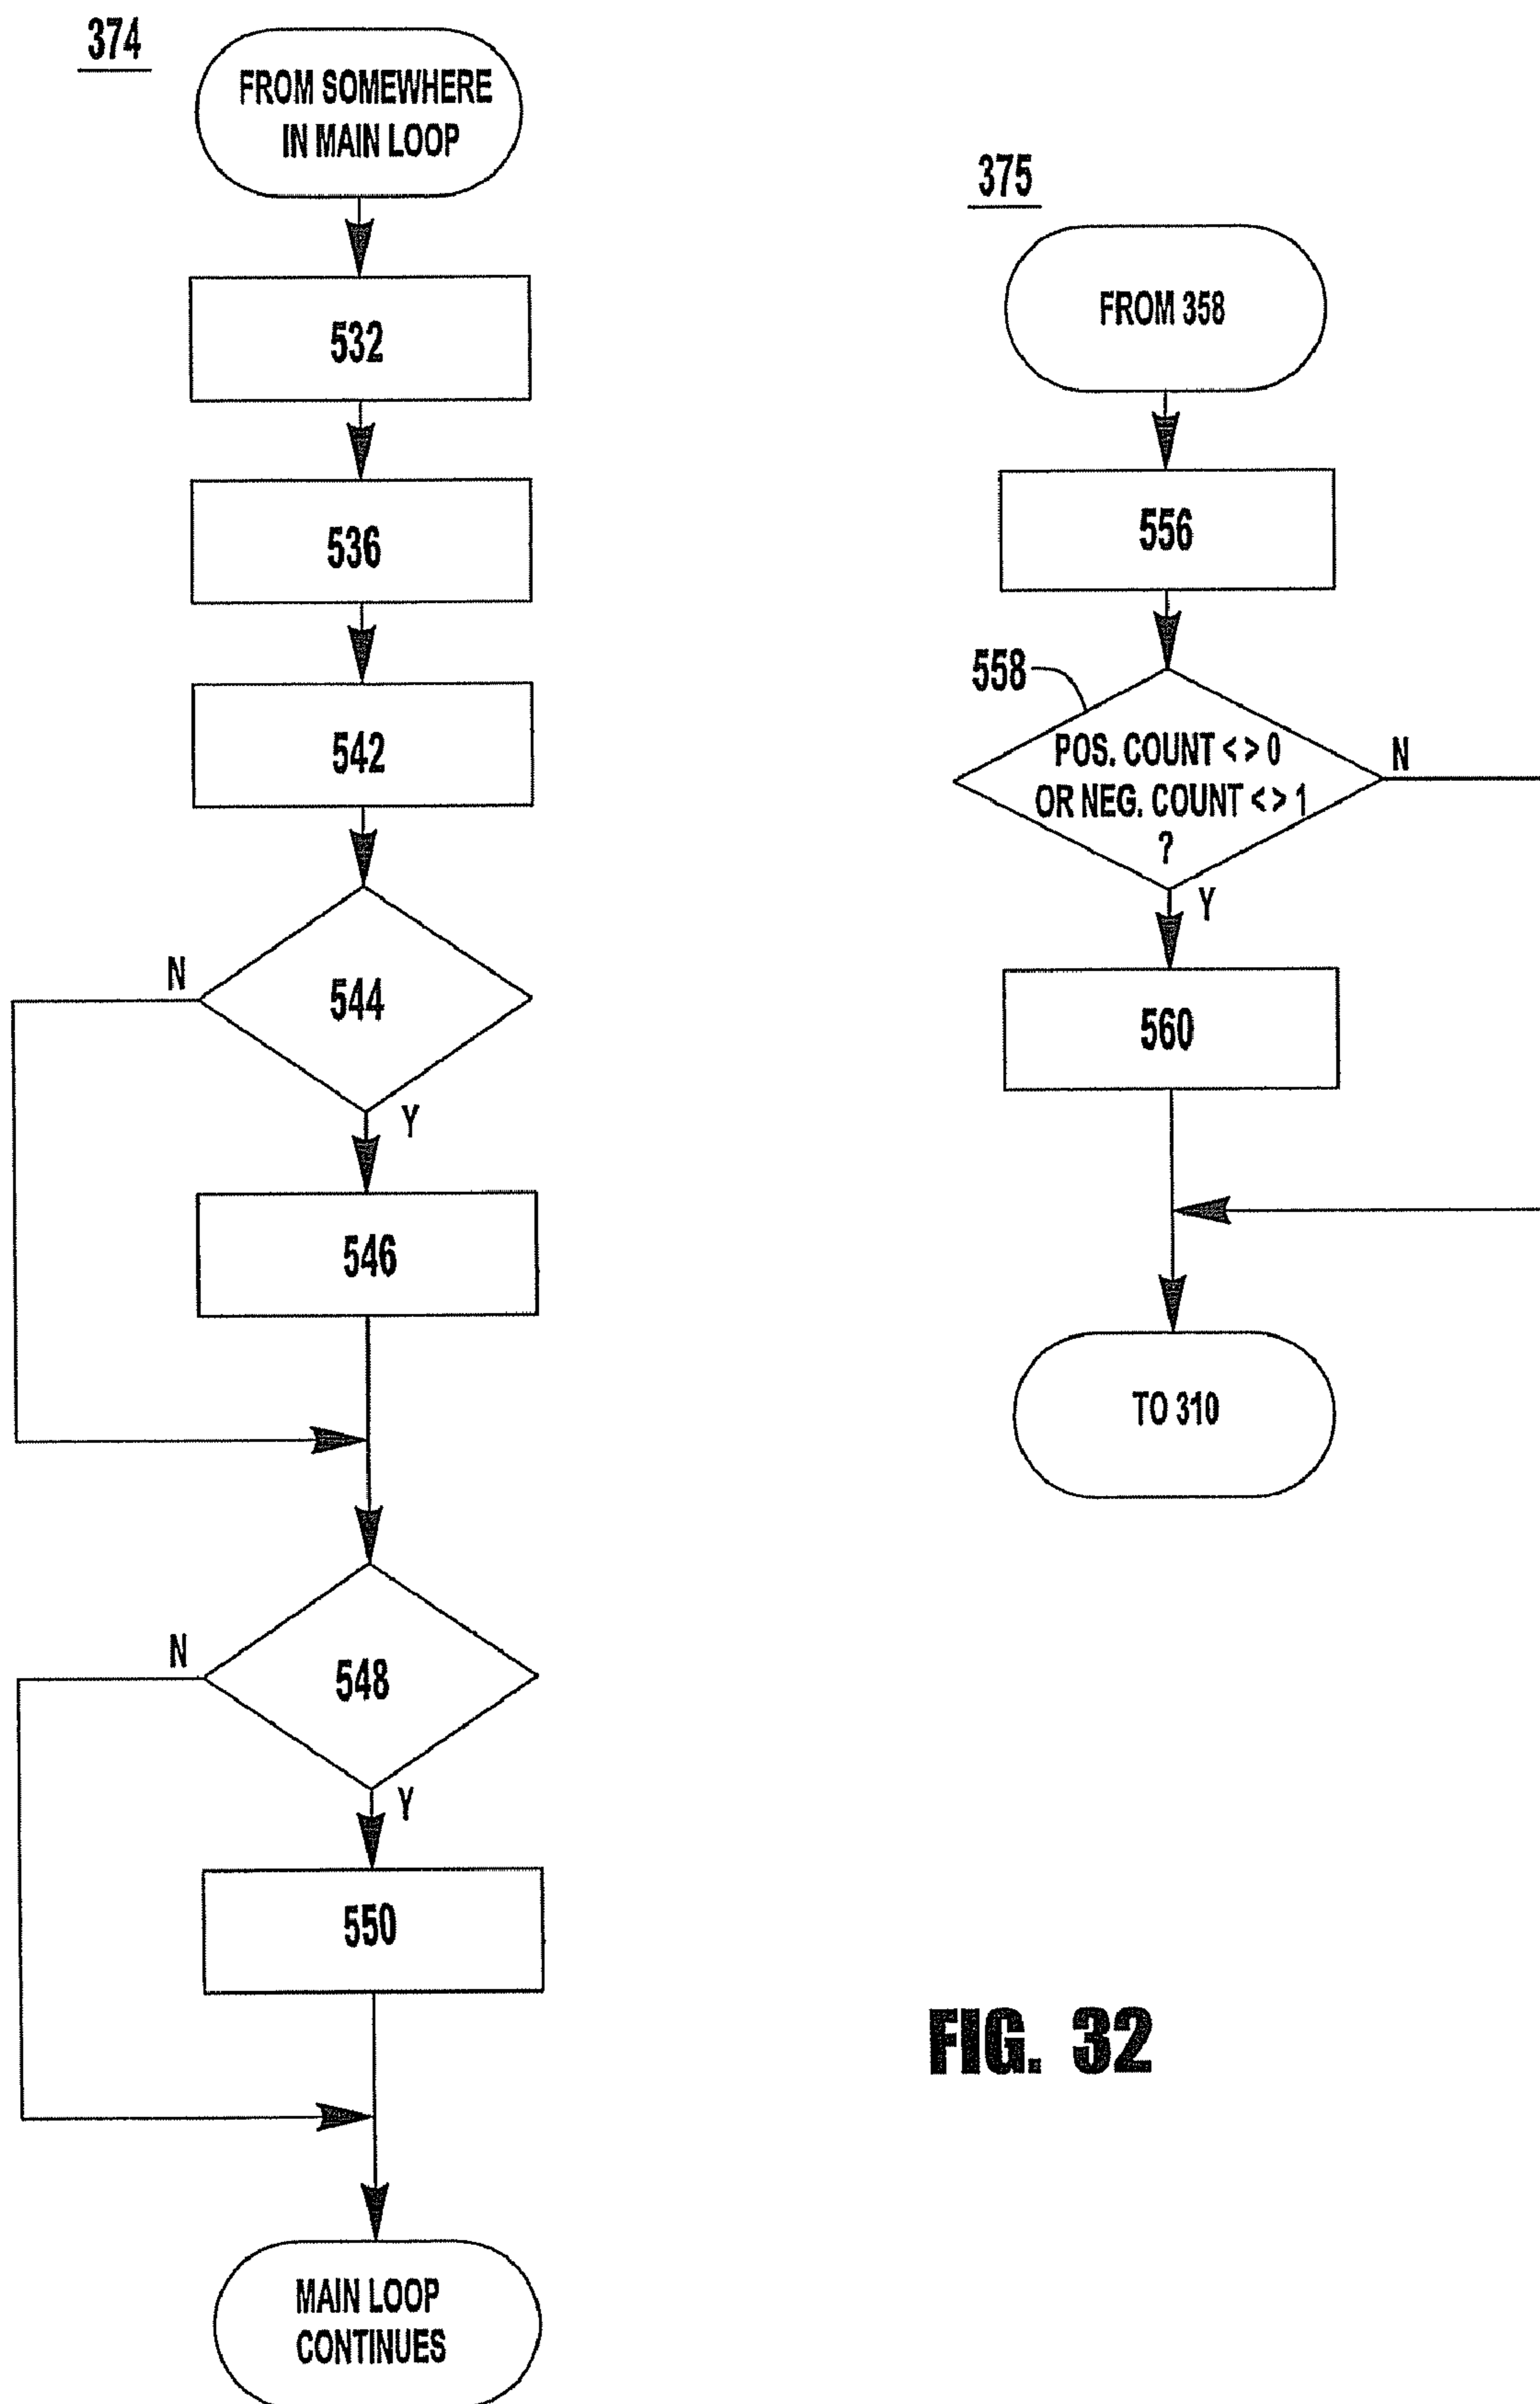 374
FROM SOMEWHERE
IN MAIN LOOP
532
536
542
544
N
Y
546
548
N
Y
550
MAIN LOOP
CONTINUES
375
FROM 358
556
558
POS. COUNT < > 0
OR NEG. COUNT < > 1
?
N
Y
560
TO 310
FIG. 32